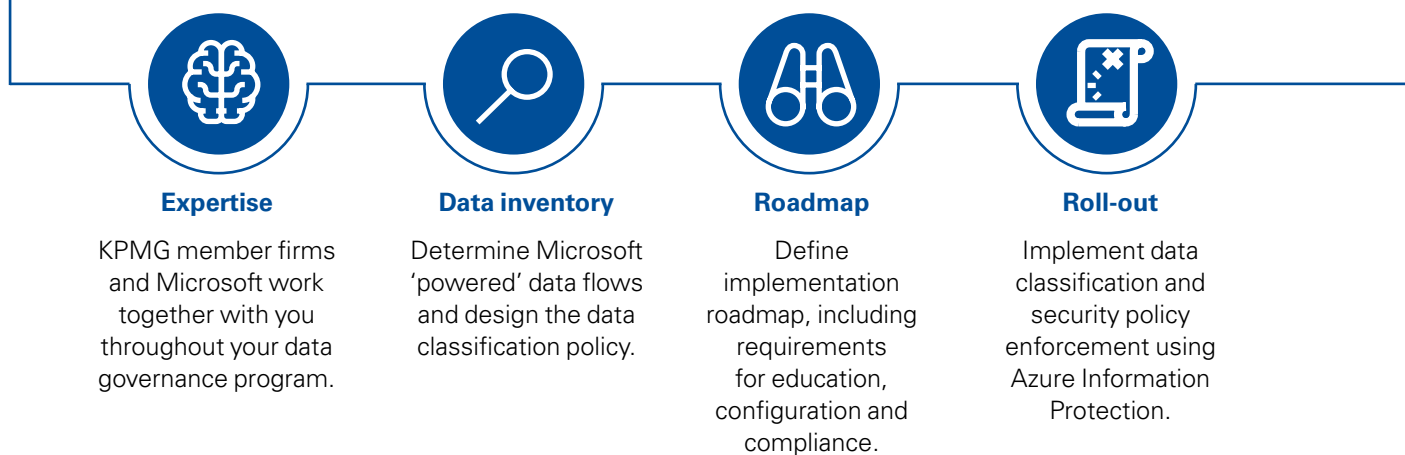 Expertise
KPMG member firms
and Microsoft work
together with you
throughout your data
governance program.
Data inventory
Determine Microsoft
‘powered’ data flows
and design the data
classification policy.
Roadmap
Define
implementation
roadmap, including
requirements
for education,
configuration and
compliance.
Roll-out
Implement data
classification and
security policy
enforcement using
Azure Information
Protection.